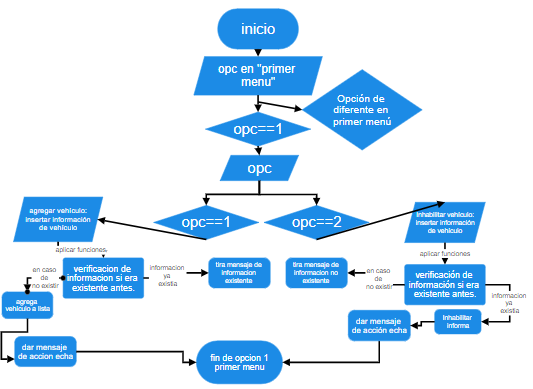 inicio
opc en "primer
menu"
Opción de
diferente en
primer menú
opc==1
opc
agregar vehículo:
insertar información
de vehículo
opc==1
opc==2
inhabilitar vehículo:
insertar información
de vehículo
aplicar funciones
aplicar funciones
verificacion de
informacion si era
existente antes.
informacion
ya
existia
tira mensaje de
informacion
existente
tira mensaje de
informacion no
existente
en caso
de
no existir
verificación de
información si era
existente antes.
en caso
de
no existir
agrega
vehiculo a lista
informacion
ya
existia
Inhabilitar
informa
dar mensaje
de acción echa
dar mensaje
de accion echa
fin de opcion 1
primer menu